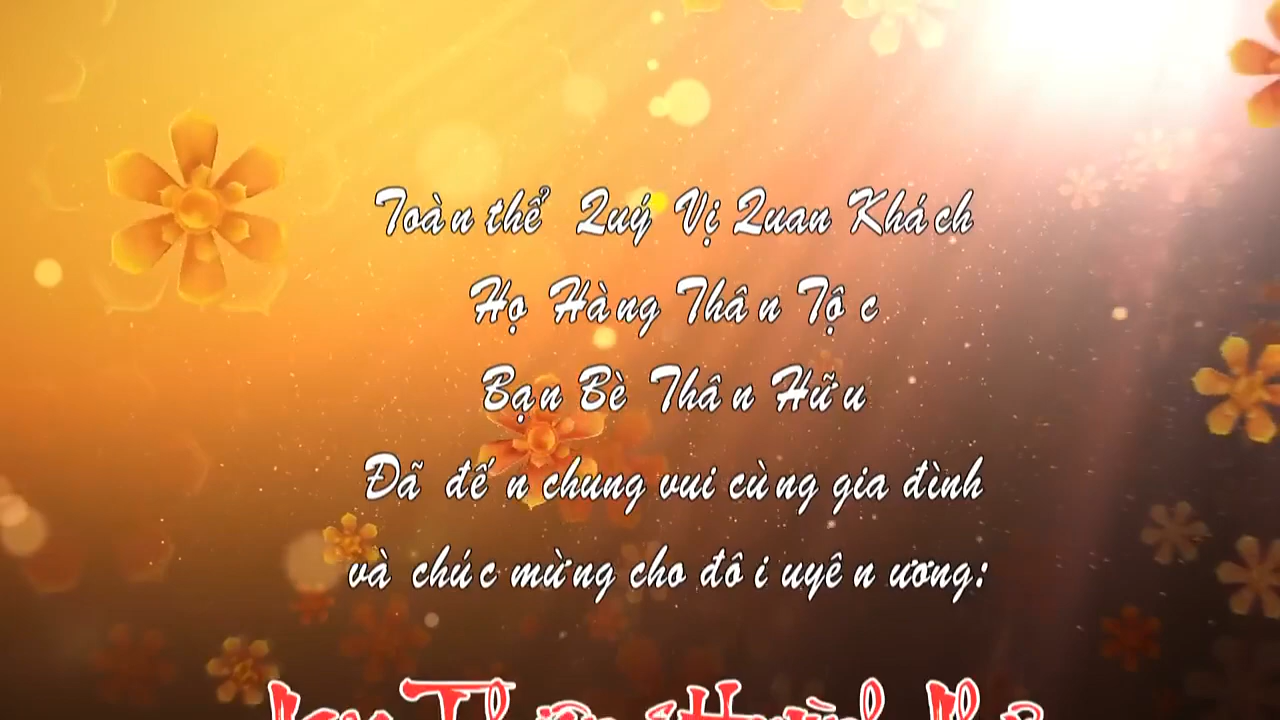 Toàn thể Quý Vị Quan Khách
Họ Hàng Thân Tộc
Bạn Bè Thân Hữu
Đã đến chung vui cùng gia đình
và chúc mừng cho đôi uyên ương: